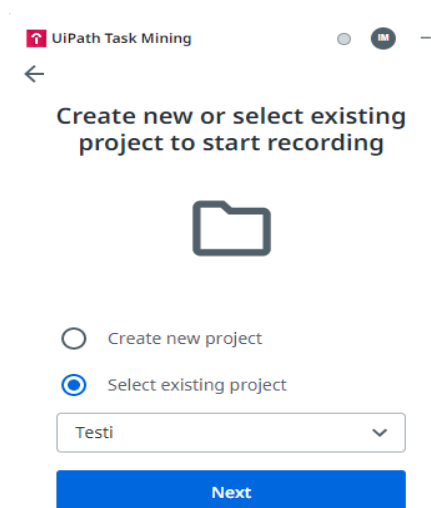 UiPath Task Mining
IM
Create new or select existing
project to start recording
Create new project
Select existing project
Testi
Next